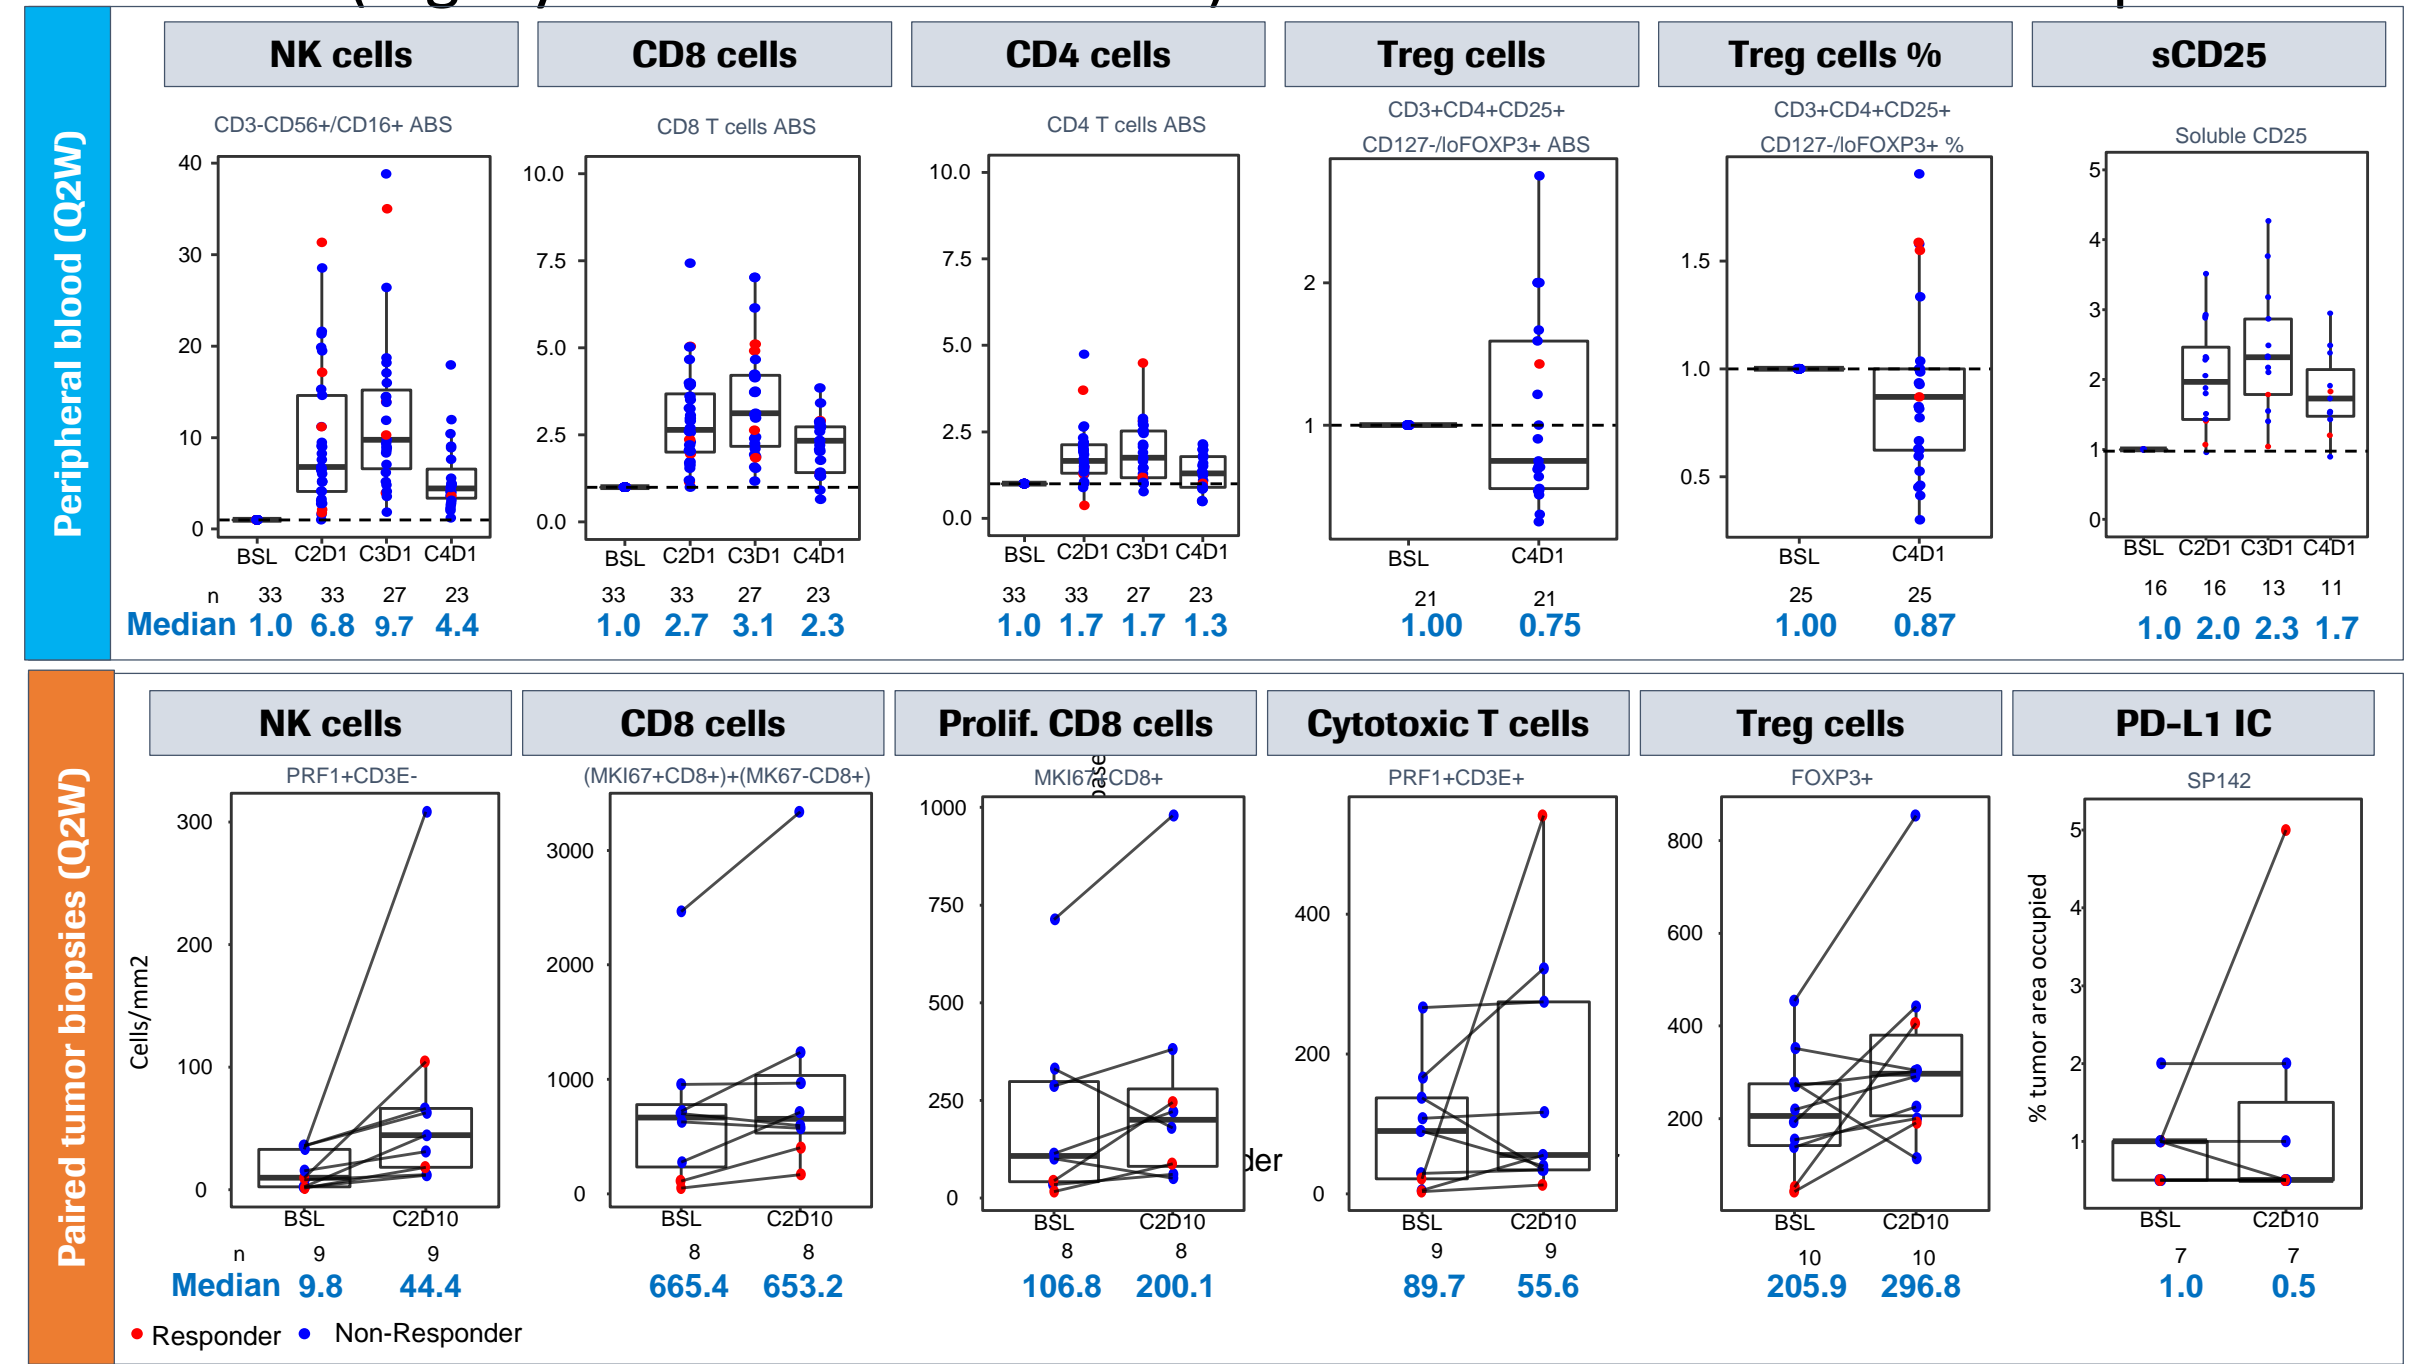 Peripheral blood (Q2W)
NK cells
CD8 cells
CD4 cells
Treg cells
Treg cells %
sCD25
CD3-CD56+/CD16+ ABS
40
30
20
10
0
BSL C2D1 C3D1 C4D1
n 33 33 27 23
Median 1.0 6.8 9.7 4.4
CD8 T cells ABS
10.0
7.5
5.0
2.5
0.0
BSL C2D1 C3D1 C4D1
33 33 27 23
1.0 2.7 3.1 2.3
CD4 T cells ABS
10.0
7.5
5.0
2.5
0.0
BSL C2D1 C3D1 C4D1
33 33 27 23
1.0 1.7 1.7 1.3
CD3+CD4+CD25+
CD127-/loFOXP3+ ABS
2
1
BSL C4D1
21 21
1.00 0.75
CD3+CD4+CD25+
CD127-/loFOXP3+ %
1.5
1.0
0.5
BSL C4D1
25 25
1.00 0.87
Soluble CD25
5
4
3
2
1
0
BSL C2D1 C3D1 C4D1
16 16 13 11
1.0 2.0 2.3 1.7
Paired tumor biopsies (Q2W)
NK cells
CD8 cells
Prolif. CD8 cells
Cytotoxic T cells
Treg cells
PD-L1 IC
PRF1+CD3E-
Cells/mm2
300
200
100
0
BSL C2D10
n 9 9
Median 9.8 44.4
(MKI67+CD8+)+(MK67-CD8+)
3000
2000
1000
0
BSL C2D10
8 8
665.4 653.2
MKI67+CD8+
1000
750
500
250
0
BSL C2D10
8 8
106.8 200.1
der
PRF1+CD3E+
400
200
0
BSL C2D10
9 9
89.7 55.6
FOXP3+
800
600
400
200
BSL C2D10
10 10
205.9 296.8
SP142
% tumor area occupied
5
4
3
2
1
BSL C2D10
7 7
1.0 0.5
Responder Non-Responder